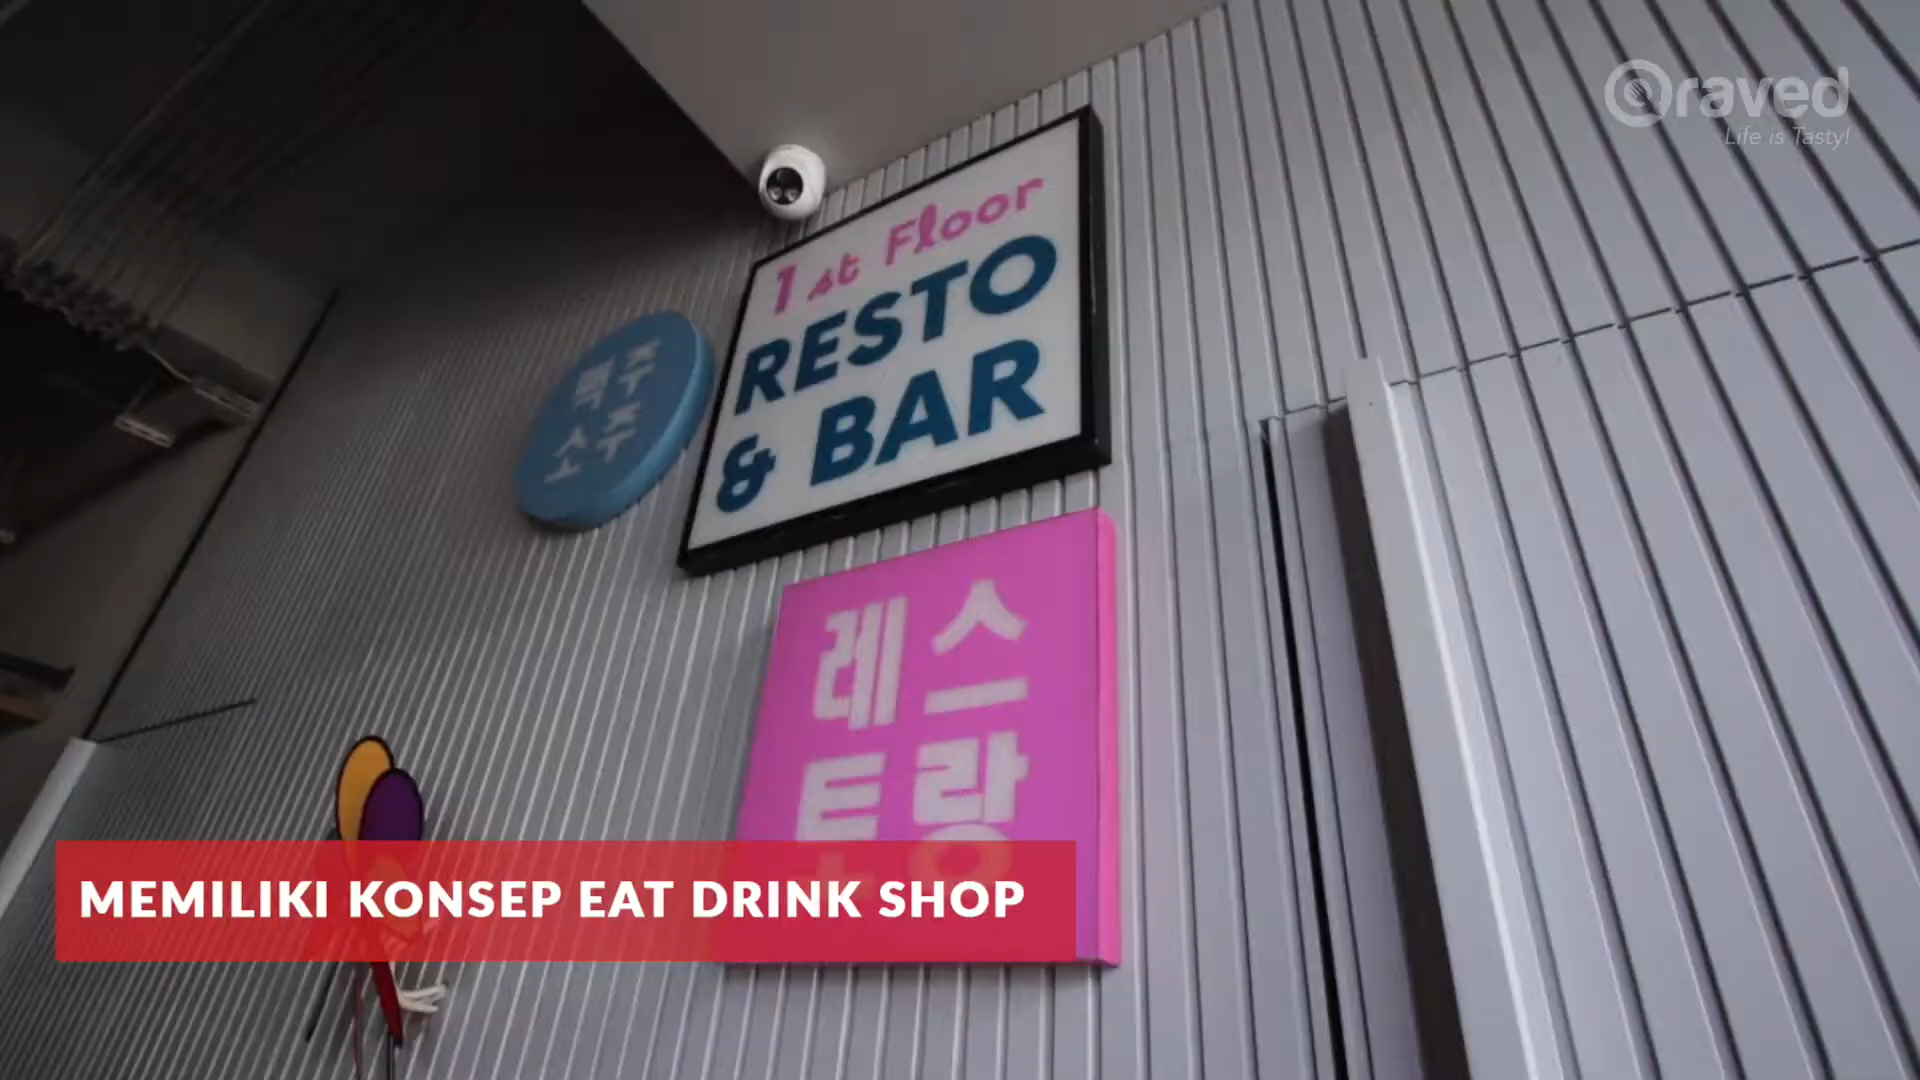 Qraved
Life is Tasty!
1st Floor
RESTO
& BAR
맥주
소주
레스
토랑
MEMILIKI KONSEP EAT DRINK SHOP